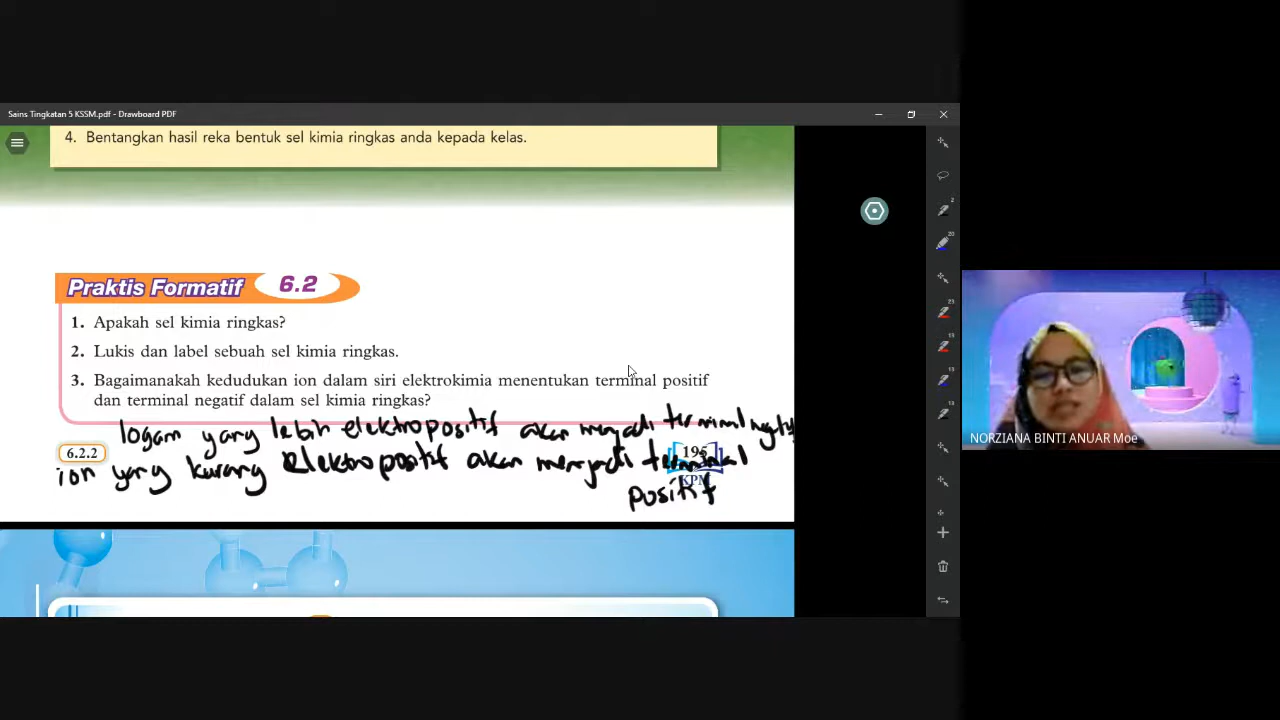 Sains Tingkatan 5 KSSM.pdf - Drawboard PDF
4. Bentangkan hasil reka bentuk sel kimia ringkas anda kepada kelas.
Praktis Formatif 6.2
1. Apakah sel kimia ringkas?
2. Lukis dan label sebuah sel kimia ringkas.
3. Bagaimanakah kedudukan ion dalam siri elektrokimia menentukan terminal positif
dan terminal negatif dalam sel kimia ringkas?
logam yang lebih elektropositif akan menjadi terminal
6.2.2
195
KPM
ion yang kurang elektropositif akan menjadi terminal
positif
NORZIANA BINTI ANUAR Moe
2
20